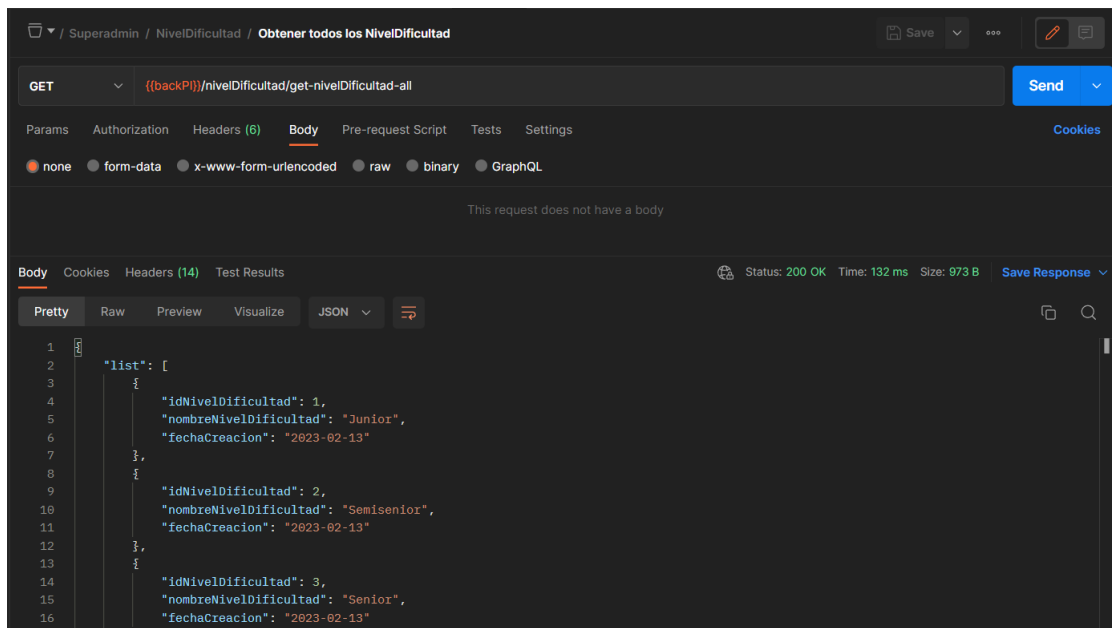 / Superadmin / NivelDificultad / Obtener todos los NivelDificultad
Save
GET {{backPI}}/nivelDificultad/get-nivelDificultad-all Send
Params Authorization Headers (6) Body Pre-request Script Tests Settings Cookies
none form-data x-www-form-urlencoded raw binary GraphQL
This request does not have a body
Body Cookies Headers (14) Test Results Status: 200 OK Time: 132 ms Size: 973 B Save Response
Pretty Raw Preview Visualize JSON
1 {
2 "list": [
3 {
4 "idNivelDificultad": 1,
5 "nombreNivelDificultad": "Junior",
6 "fechaCreacion": "2023-02-13"
7 },
8 {
9 "idNivelDificultad": 2,
10 "nombreNivelDificultad": "Semisenior",
11 "fechaCreacion": "2023-02-13"
12 },
13 {
14 "idNivelDificultad": 3,
15 "nombreNivelDificultad": "Senior",
16 "fechaCreacion": "2023-02-13"